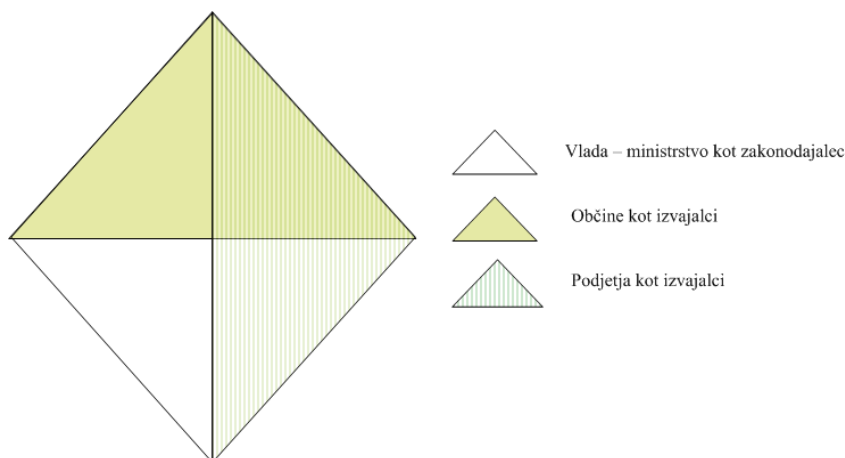 Vlada – ministrstvo kot zakonodajalec
Občine kot izvajalci
Podjetja kot izvajalci